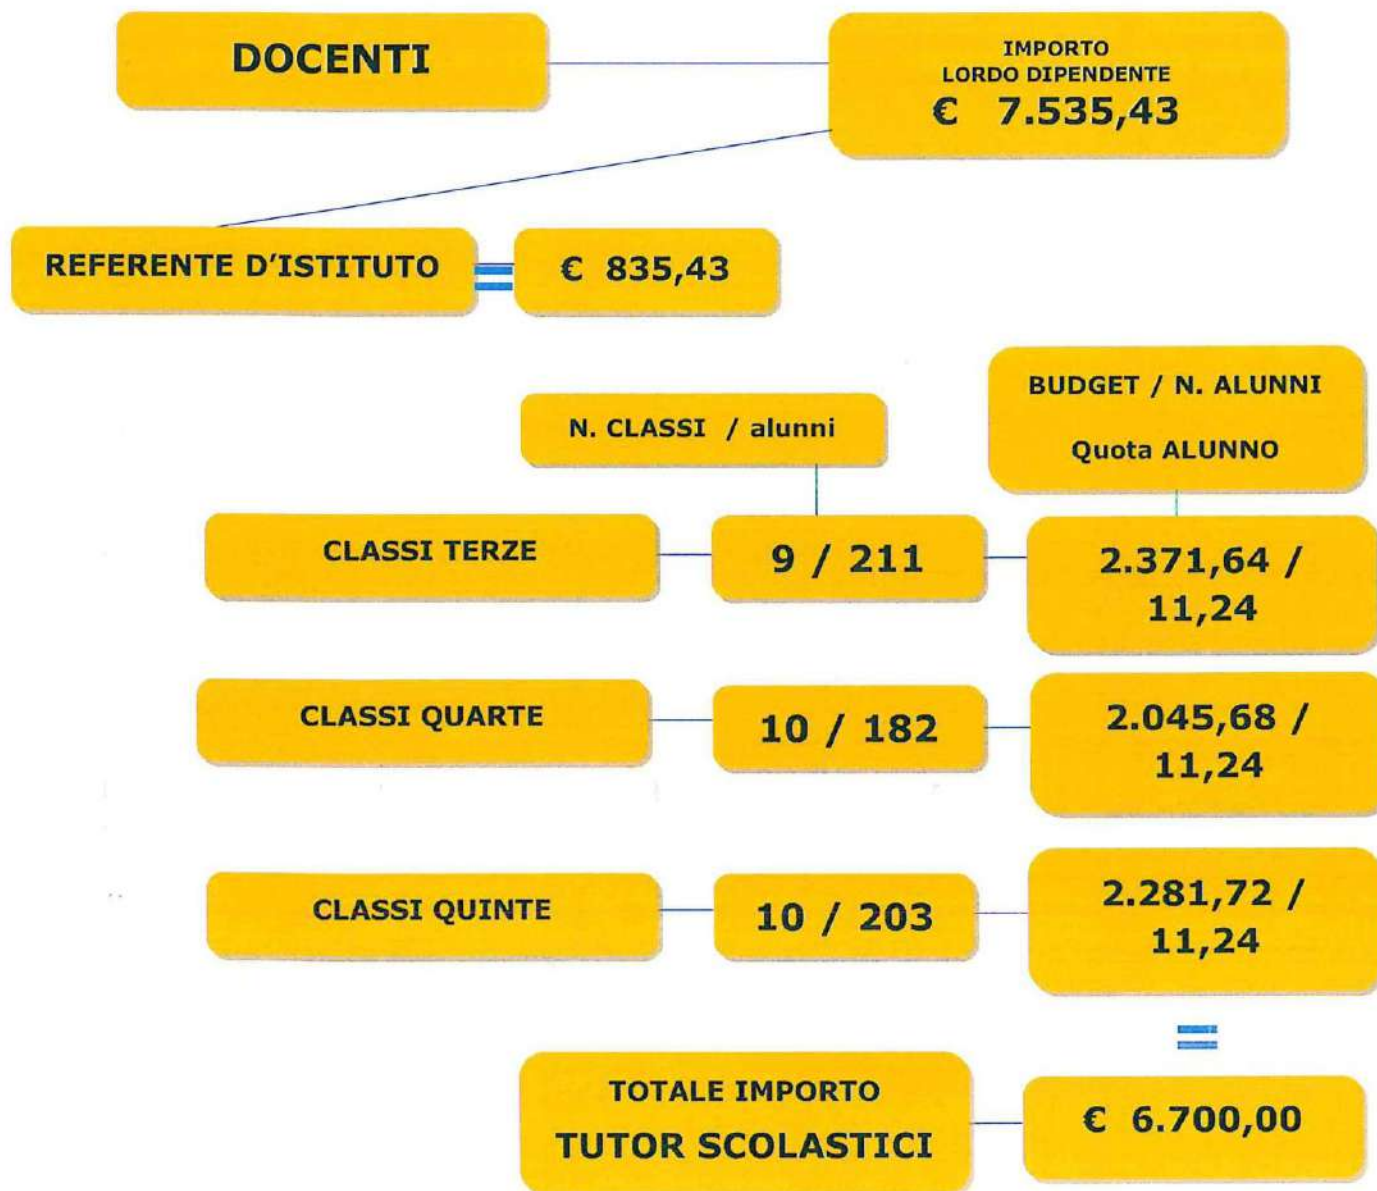 DOCENTI
IMPORTO
LORDO DIPENDENTE
€ 7.535,43
REFERENTE D'ISTITUTO
€ 835,43
BUDGET / N. ALUNNI
Quota ALUNNO
N. CLASSI / alunni
CLASSI TERZE
9 / 211
2.371,64 /
11,24
CLASSI QUARTE
10 / 182
2.045,68 /
11,24
CLASSI QUINTE
10 / 203
2.281,72 /
11,24
=
TOTALE IMPORTO
TUTOR SCOLASTICI
€ 6.700,00